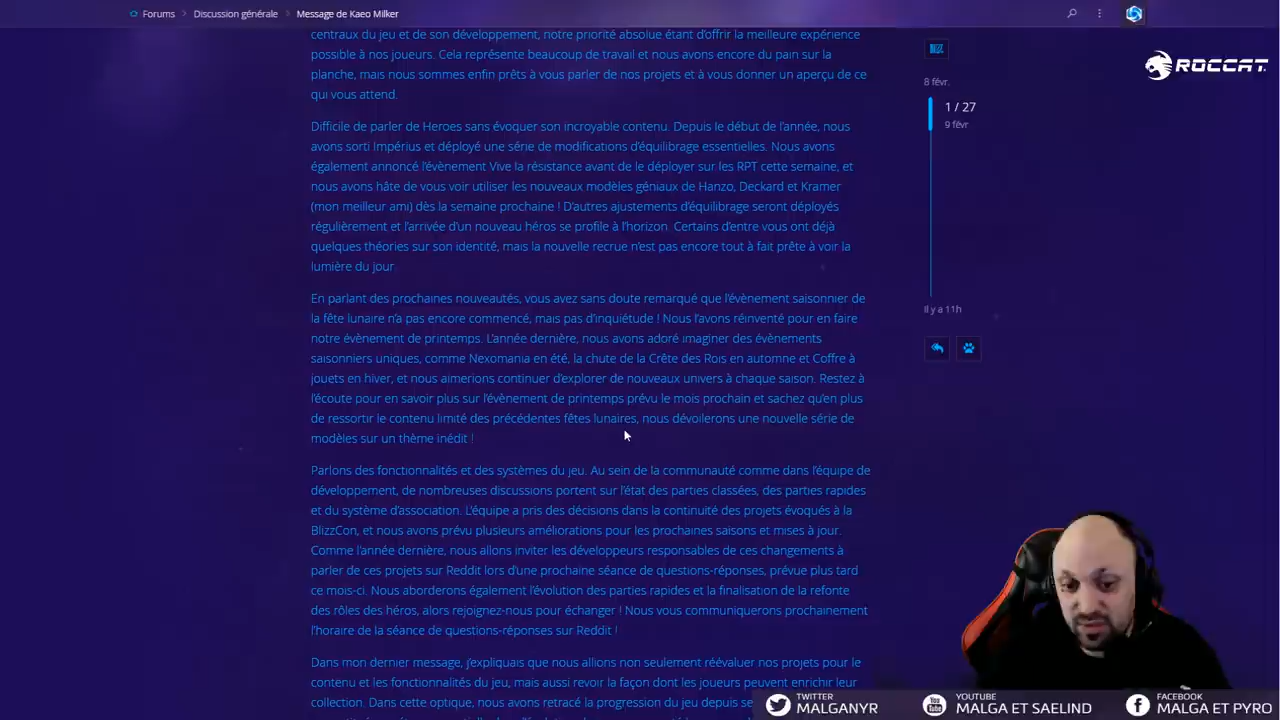 Forums > Discussion générale > Message de Kaeo Milker
ROCCAT
centraux du jeu et de son développement, notre priorité absolue étant d'offrir la meilleure expérience
possible à nos joueurs. Cela représente beaucoup de travail et nous avons encore du pain sur la
planche, mais nous sommes enfin prêts à vous parler de nos projets et à vous donner un aperçu de ce
qui vous attend.
8 févr.
1 / 27
9 févr
Difficile de parler de Heroes sans évoquer son incroyable contenu. Depuis le début de l'année, nous
avons sorti Impérius et déployé une série de modifications d'équilibrage essentielles. Nous avons
également annoncé l'évènement Vive la résistance avant de le déployer sur les RPT cette semaine, et
nous avons hâte de vous voir utiliser les nouveaux modèles géniaux de Hanzo, Deckard et Kramer
(mon meilleur ami) dès la semaine prochaine ! D'autres ajustements d'équilibrage seront déployés
régulièrement et l'arrivée d'un nouveau héros se profile à l'horizon. Certains d'entre vous ont déjà
quelques théories sur son identité, mais la nouvelle recrue n'est pas encore tout à fait prête à voir la
lumière du jour.
En parlant des prochaines nouveautés, vous avez sans doute remarqué que l'évènement saisonnier de
la fête lunaire n'a pas encore commencé, mais pas d'inquiétude ! Nous l'avons réinventé pour en faire
notre évènement de printemps. L'année dernière, nous avons adoré imaginer des évènements
saisonniers uniques, comme Nexomania en été, la chute de la Crête des Rois en automne et Coffre à
jouets en hiver, et nous aimerions continuer d'explorer de nouveaux univers à chaque saison. Restez à
l'écoute pour en savoir plus sur l'évènement de printemps prévu le mois prochain et sachez qu'en plus
de ressortir le contenu limité des précédentes fêtes lunaires, nous dévoilerons une nouvelle série de
modèles sur un thème inédit !
Il y a 11h
Parlons des fonctionnalités et des systèmes du jeu. Au sein de la communauté comme dans l'équipe de
développement, de nombreuses discussions portent sur l'état des parties classées, des parties rapides
et du système d'association. L'équipe a pris des décisions dans la continuité des projets évoqués à la
BlizzCon, et nous avons prévu plusieurs améliorations pour les prochaines saisons et mises à jour.
Comme l'année dernière, nous allons inviter les développeurs responsables de ces changements à
parler de ces projets sur Reddit lors d'une prochaine séance de questions-réponses, prévue plus tard
ce mois-ci. Nous aborderons également l'évolution des parties rapides et la finalisation de la refonte
des rôles des héros, alors rejoignez-nous pour échanger ! Nous vous communiquerons prochainement
l'horaire de la séance de questions-réponses sur Reddit !
Dans mon dernier message, j'expliquais que nous allions non seulement réévaluer nos projets pour le
contenu et les fonctionnalités du jeu, mais aussi revoir la façon dont les joueurs peuvent enrichir leur
collection. Dans cette optique, nous avons retracé la progression du jeu depuis se
TWITTER
MALGANYR
YOUTUBE
MALGA ET SAELIND
FACEBOOK
MALGA ET PYRO